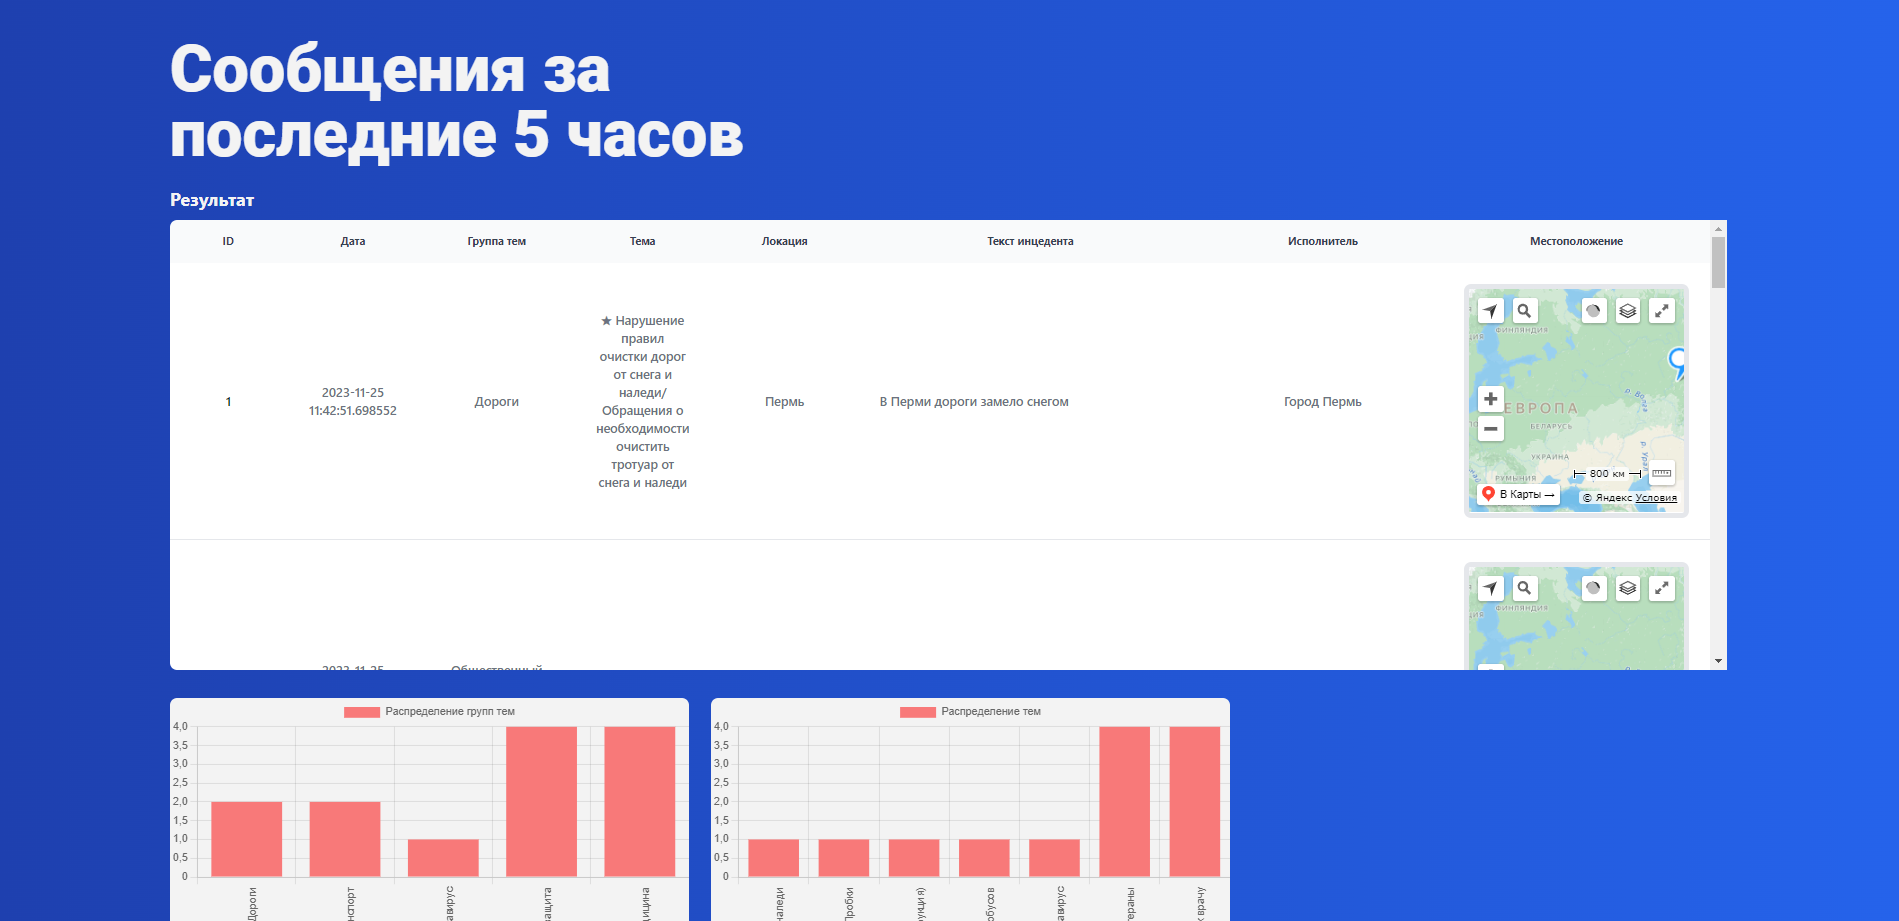 Сообщения за
последние 5 часов
Результат
ID Дата Группа тем Тема Локация Текст инцедента Исполнитель Местоположение
1
2023-11-25
11:42:51.698552
Дороги
★ Нарушение
правил
очистки дорог
от снега и
наледи/
Обращения о
необходимости
очистить
тротуар от
снега и наледи
Пермь
В Перми дороги замело снегом
Город Пермь
ФИНЛЯНДИЯ
р. Волга
ЕВРОПА
БЕЛАРУСЬ
р. Урал
УКРАИНА
800 км
РУМЫНИЯ
В Карты →
© Яндекс Условия
2023-11-25
Общественный
ФИНЛЯНДИЯ
Распределение групп тем
4,0
3,5
3,0
2,5
2,0
1,5
1,0
0,5
0
Дороги
нспорт
авирус
защита
ицина
Распределение тем
4,0
3,5
3,0
2,5
2,0
1,5
1,0
0,5
0
наледи
Пробки
укция)
обусов
авирус
тераны
к врачу